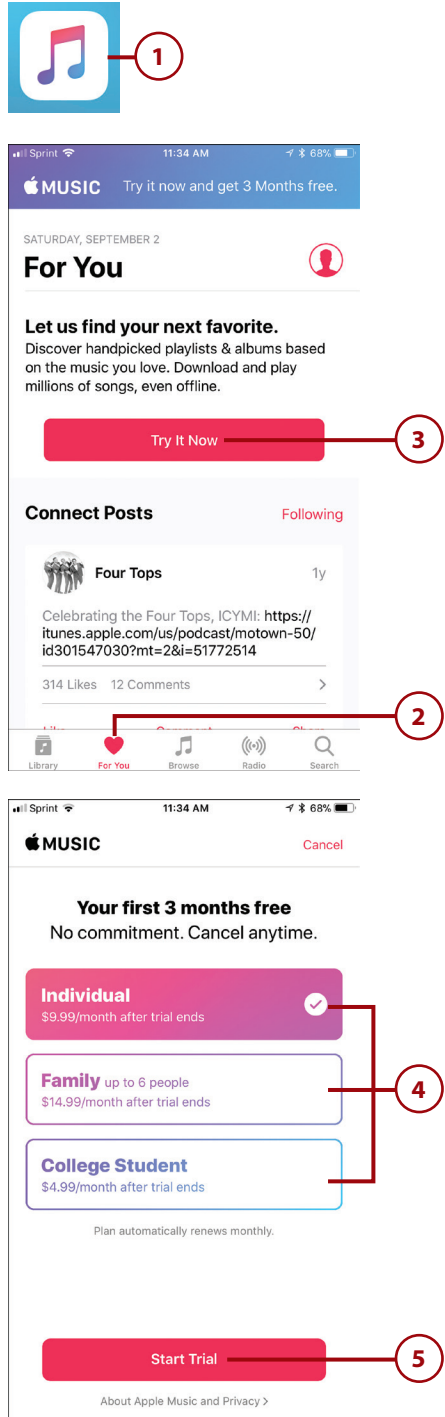 1
Sprint 11:34 AM 68%
MUSIC Try it now and get 3 Months free.
SATURDAY, SEPTEMBER 2
For You
Let us find your next favorite.
Discover handpicked playlists & albums based
on the music you love. Download and play
millions of songs, even offline.
Try It Now
3
Connect Posts Following
Four Tops 1y
Celebrating the Four Tops, ICYMI: https://
itunes.apple.com/us/podcast/motown-50/
id301547030?mt=2&i=51772514
314 Likes 12 Comments
2
Like Comment Share
Library For You Browse Radio Search
Sprint 11:34 AM 68%
MUSIC Cancel
Your first 3 months free
No commitment. Cancel anytime.
Individual
$9.99/month after trial ends
Family up to 6 people
$14.99/month after trial ends
4
College Student
$4.99/month after trial ends
Plan automatically renews monthly.
Start Trial
5
About Apple Music and Privacy >